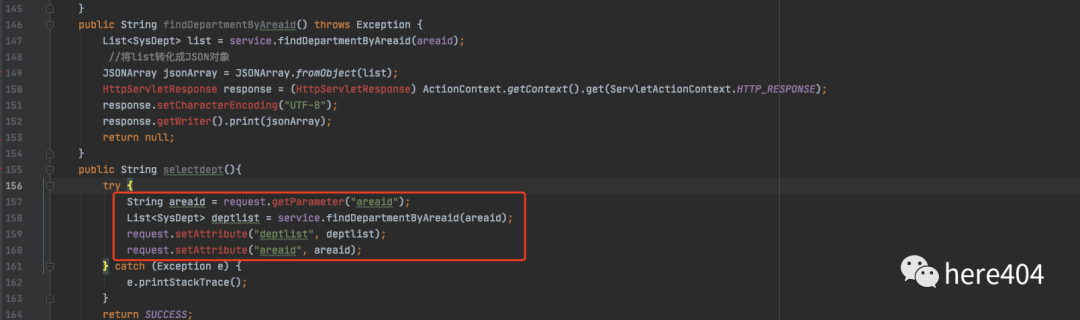 145 }
146 public String findDepartmentByAreaid() throws Exception {
147 List<SysDept> list = service.findDepartmentByAreaid(areaid);
148 //将list转化成JSON对象
149 JSONArray jsonArray = JSONArray.fromObject(list);
150 HttpServletResponse response = (HttpServletResponse) ActionContext.getContext().get(ServletActionContext.HTTP_RESPONSE);
151 response.setCharacterEncoding("UTF-8");
152 response.getWriter().print(jsonArray);
153 return null;
154 }
155 public String selectdept(){
156 try {
157 String areaid = request.getParameter("areaid");
158 List<SysDept> deptlist = service.findDepartmentByAreaid(areaid);
159 request.setAttribute("deptlist", deptlist);
160 request.setAttribute("areaid", areaid);
161 } catch (Exception e) {
162 e.printStackTrace();
163 }
164 return SUCCESS;
here404